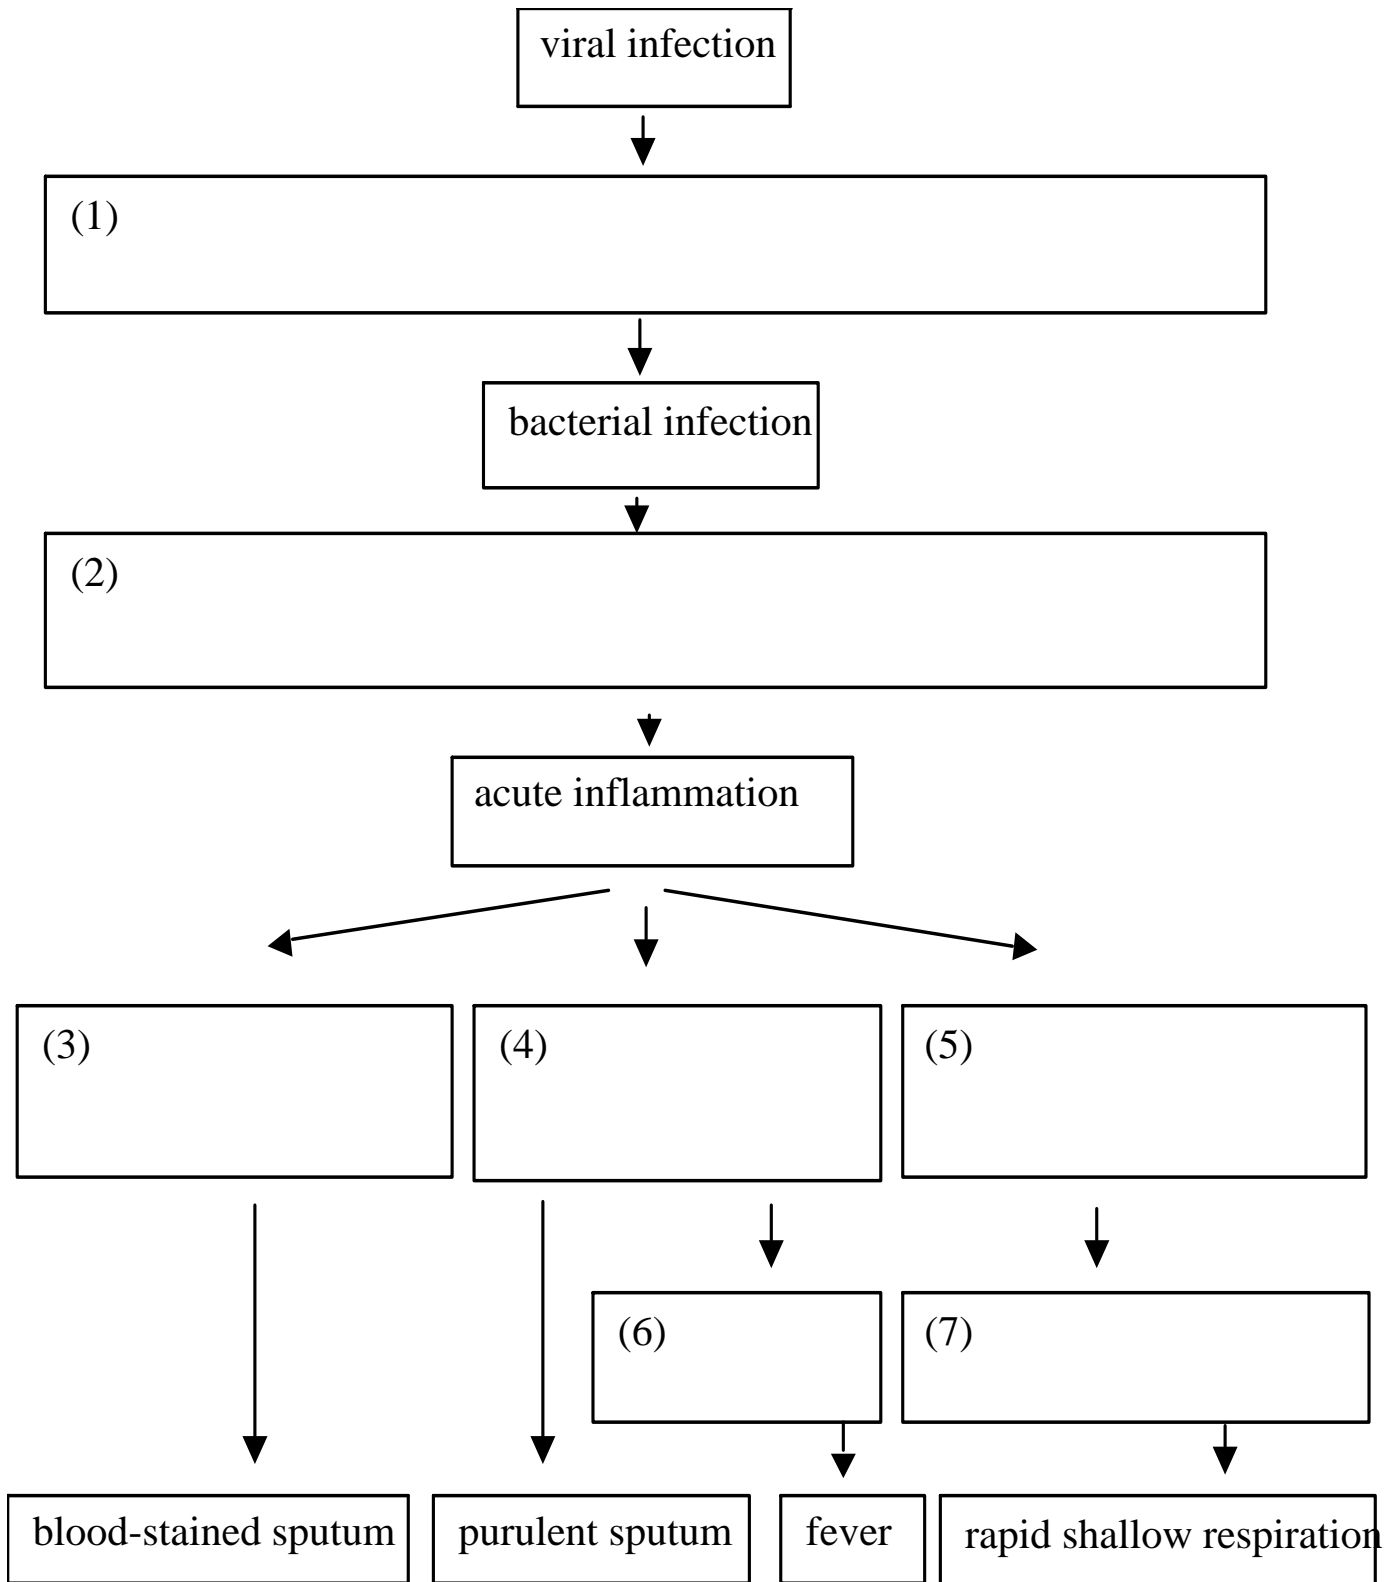 viral infection
(1)
bacterial infection
(2)
acute inflammation
(3)
(4)
(5)
(6)
(7)
blood-stained sputum
purulent sputum
fever
rapid shallow respiration